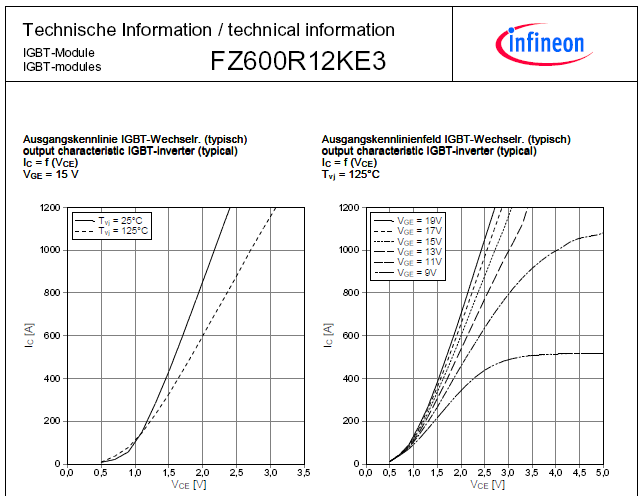 Technische Information / technical information
IGBT-Module
IGBT-modules
FZ600R12KE3
infineon
Ausgangskennlinie IGBT-Wechselr. (typisch)
output characteristic IGBT-inverter (typical)
IC = f (VCE)
VGE = 15 V
Tvj = 25°C
Tvj = 125°C
1200
1000
800
600
400
200
0
IC [A]
0,0 0,5 1,0 1,5 2,0 2,5 3,0 3,5
VCE [V]
Ausgangskennlinienfeld IGBT-Wechselr. (typisch)
output characteristic IGBT-inverter (typical)
IC = f (VCE)
Tvj = 125°C
VGE = 19V
VGE = 17V
VGE = 15V
VGE = 13V
VGE = 11V
VGE = 9V
1200
1000
800
600
400
200
0
IC [A]
0,0 0,5 1,0 1,5 2,0 2,5 3,0 3,5 4,0 4,5 5,0
VCE [V]